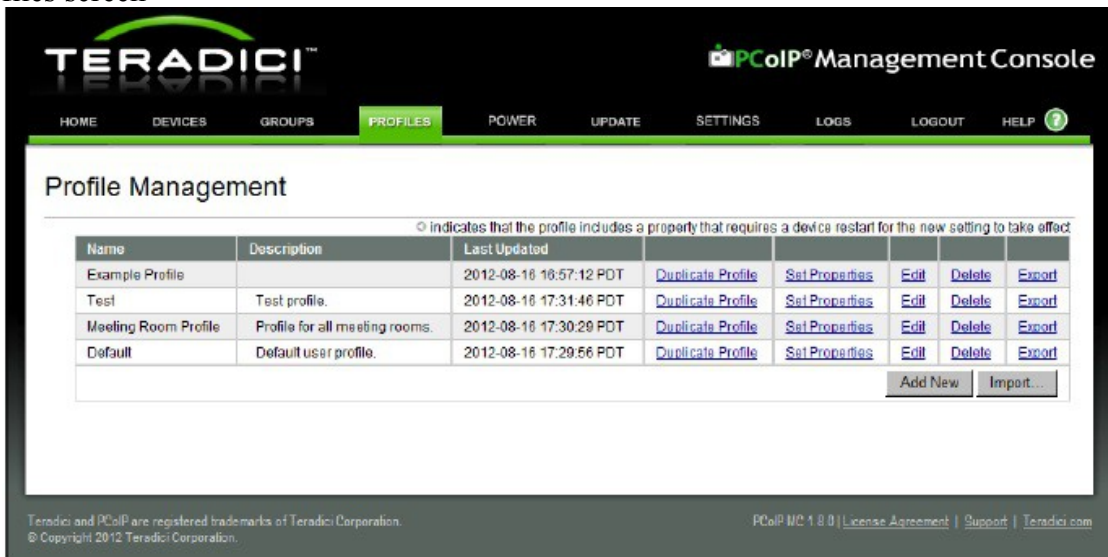 TERADICI™
PCoIP® Management Console
HOME DEVICES GROUPS PROFILES POWER UPDATE SETTINGS LOGS LOGOUT HELP ?
Profile Management
indicates that the profile includes a property that requires a device restart for the new setting to take effect
Name Description Last Updated
Example Profile 2012-08-16 16:57:12 PDT Duplicate Profile Set Properties Edit Delete Export
Test Test profile. 2012-08-16 17:31:46 PDT Duplicate Profile Set Properties Edit Delete Export
Meeting Room Profile Profile for all meeting rooms. 2012-08-16 17:30:29 PDT Duplicate Profile Set Properties Edit Delete Export
Default Default user profile. 2012-08-16 17:29:56 PDT Duplicate Profile Set Properties Edit Delete Export
Add New Import...
Teradici and PCoIP are registered trademarks of Teradici Corporation.
© Copyright 2012 Teradici Corporation.
PCoIP MC 1.8.0 | License Agreement | Support | Teradici.com